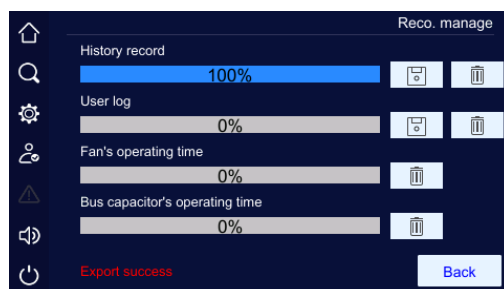 Reco. manage
History record
100%
User log
0%
Fan's operating time
0%
Bus capacitor's operating time
0%
Export success
Back